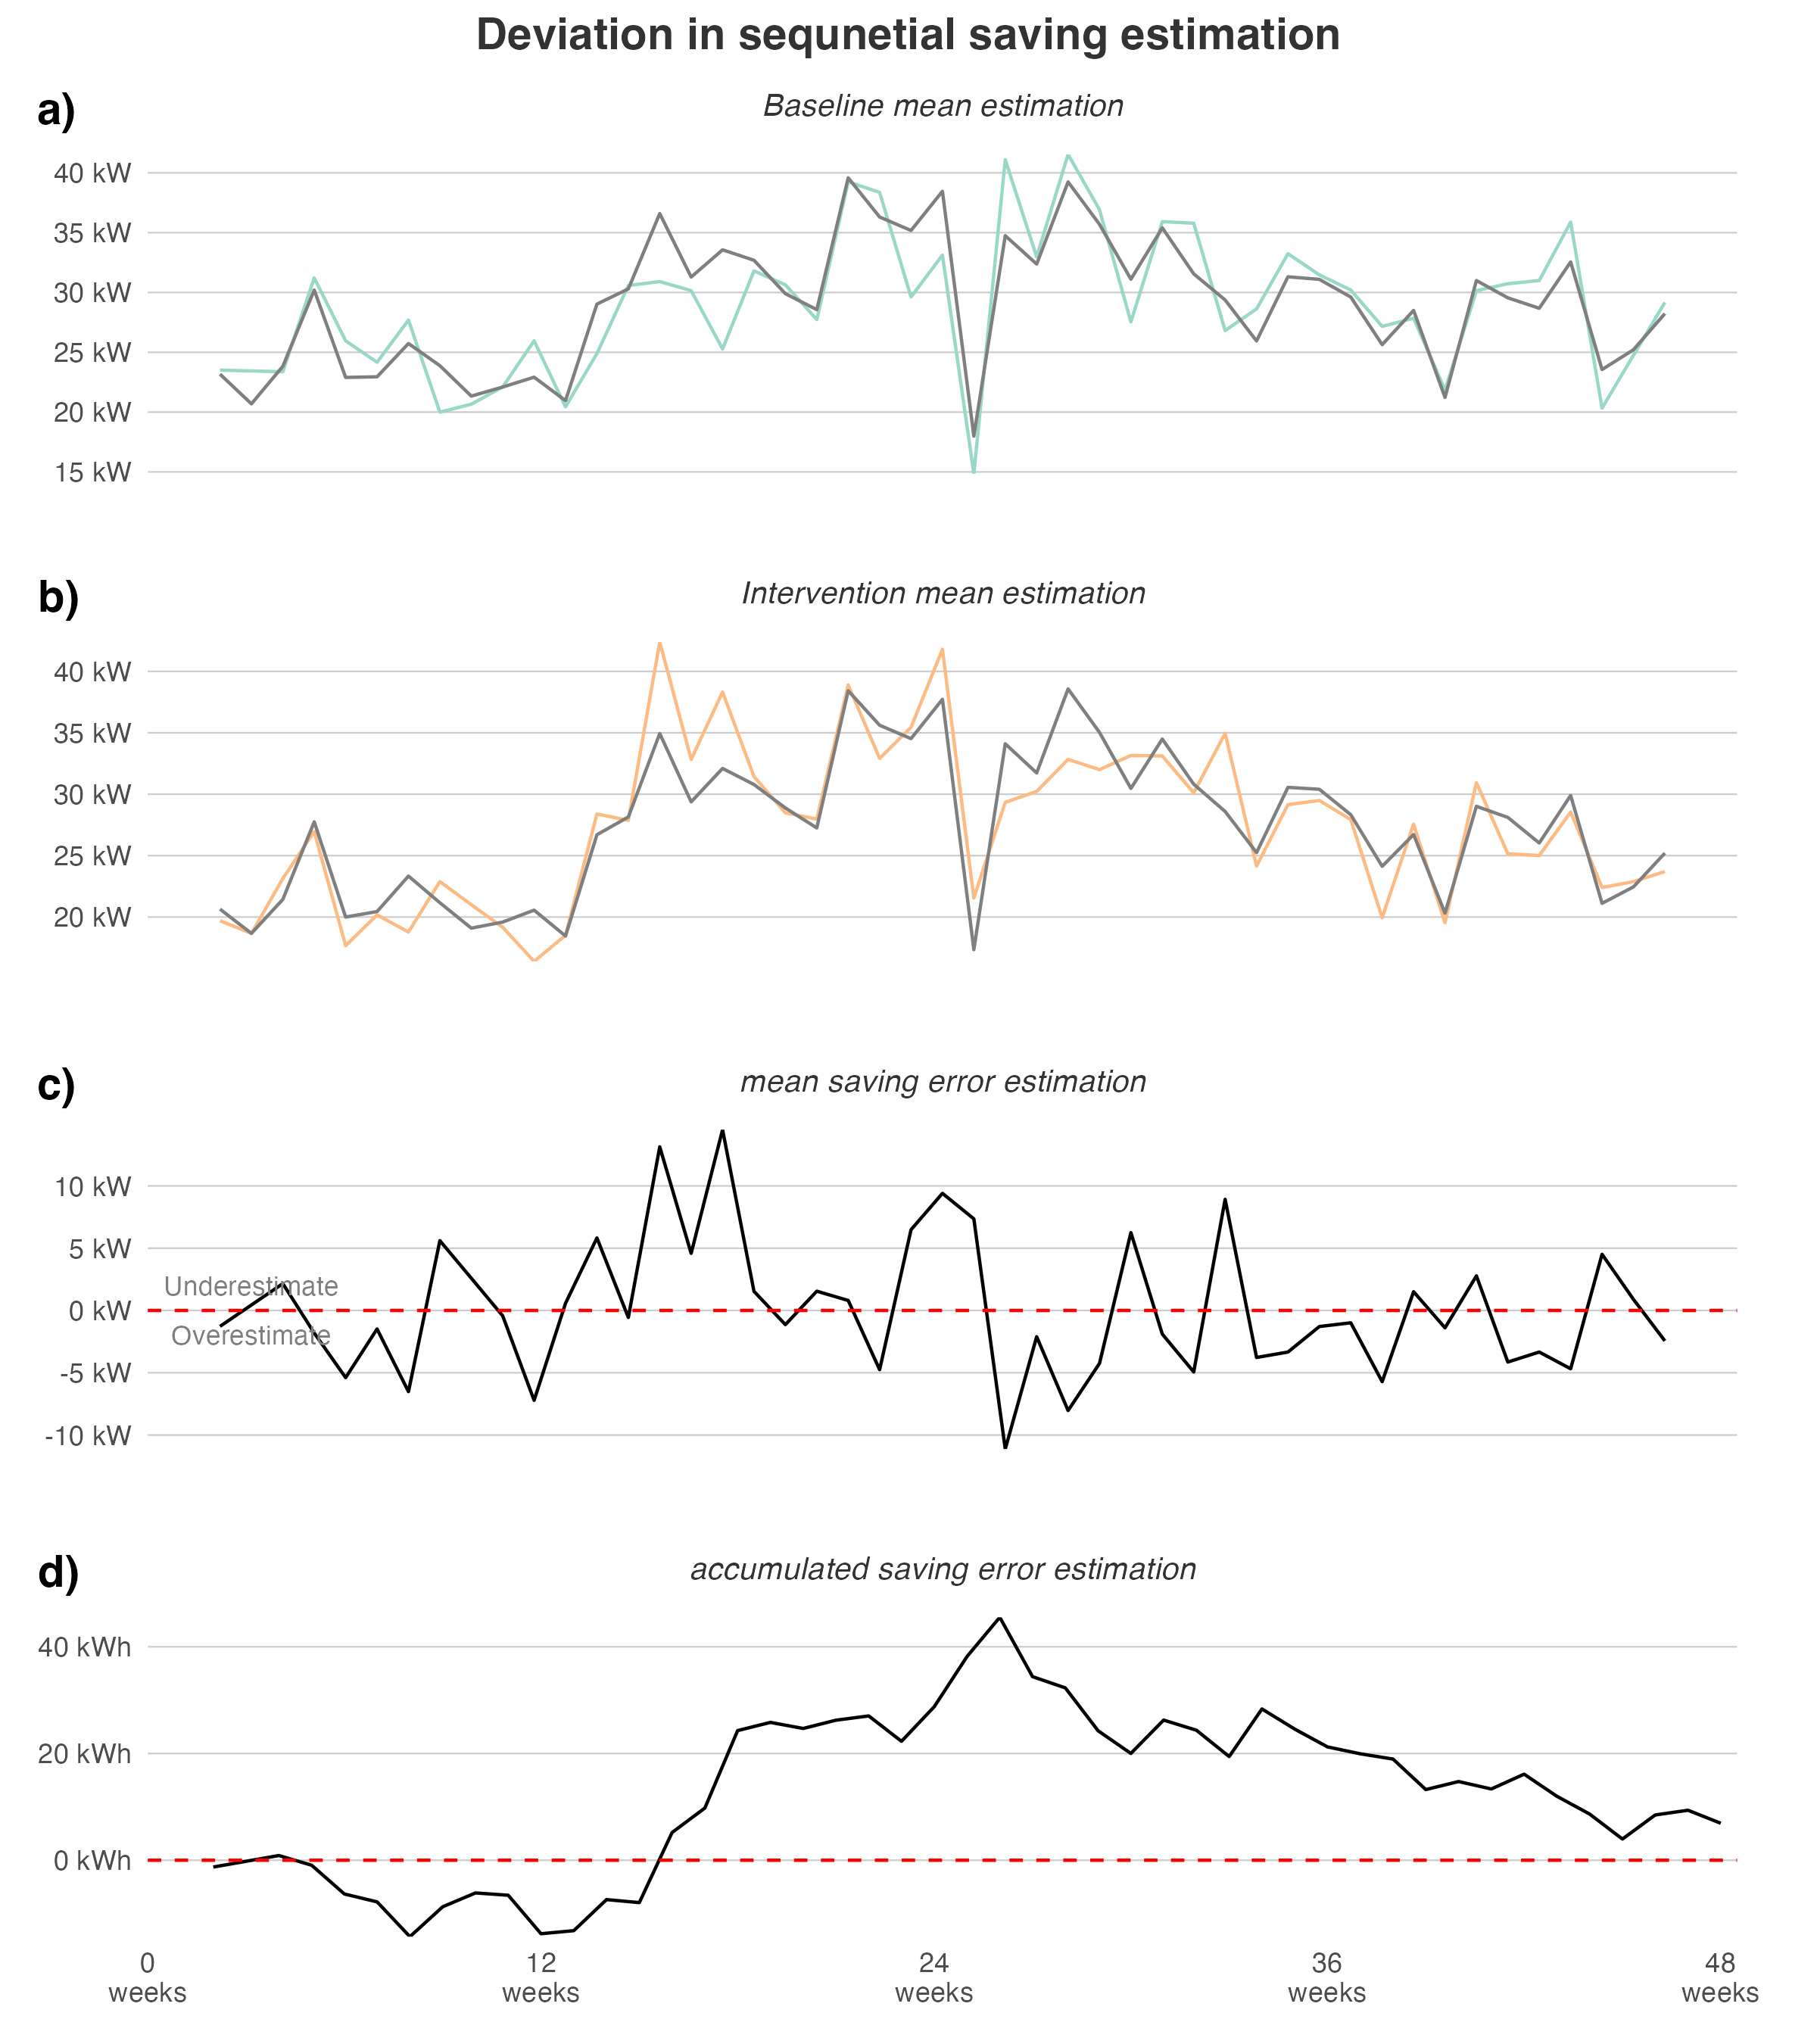 Deviation in sequnetial saving estimation
a)
Baseline mean estimation
40 kW
35 kW
30 kW
25 kW
20 kW
15 kW
b)
Intervention mean estimation
40 kW
35 kW
30 kW
25 kW
20 kW
c)
mean saving error estimation
10 kW
5 kW
Underestimate
0 kW
Overestimate
-5 kW
-10 kW
d)
accumulated saving error estimation
40 kWh
20 kWh
0 kWh
0 12 24 36 48
weeks weeks weeks weeks weeks